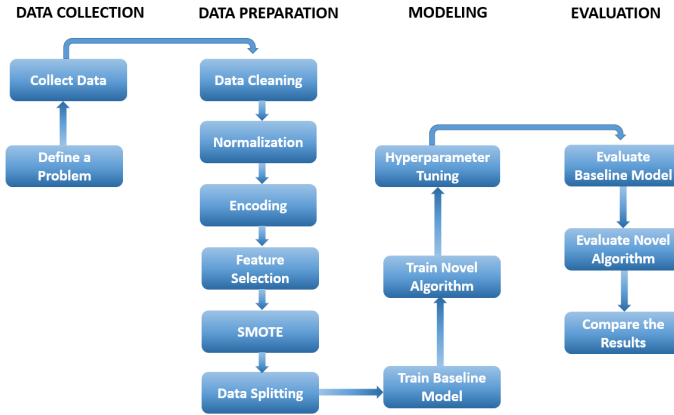 DATA COLLECTION
DATA PREPARATION
MODELING
EVALUATION
Collect Data
Define a
Problem
Data Cleaning
Normalization
Encoding
Feature
Selection
SMOTE
Data Splitting
Train Baseline
Model
Train Novel
Algorithm
Hyperparameter
Tuning
Evaluate
Baseline Model
Evaluate Novel
Algorithm
Compare the
Results